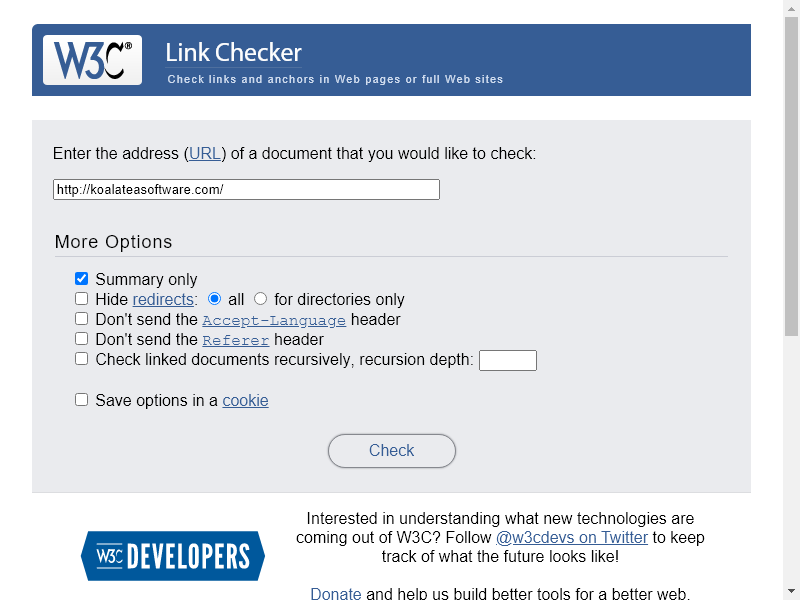 W3C® Link Checker
Check links and anchors in Web pages or full Web sites
Enter the address (URL) of a document that you would like to check:
http://koalateasoftware.com/
More Options
Summary only
Hide redirects: all for directories only
Don't send the Accept-Language header
Don't send the Referer header
Check linked documents recursively, recursion depth:
Save options in a cookie
Check
W3C DEVELOPERS
Interested in understanding what new technologies are
coming out of W3C? Follow @w3cdevs on Twitter to keep
track of what the future looks like!
Donate and help us build better tools for a better web.